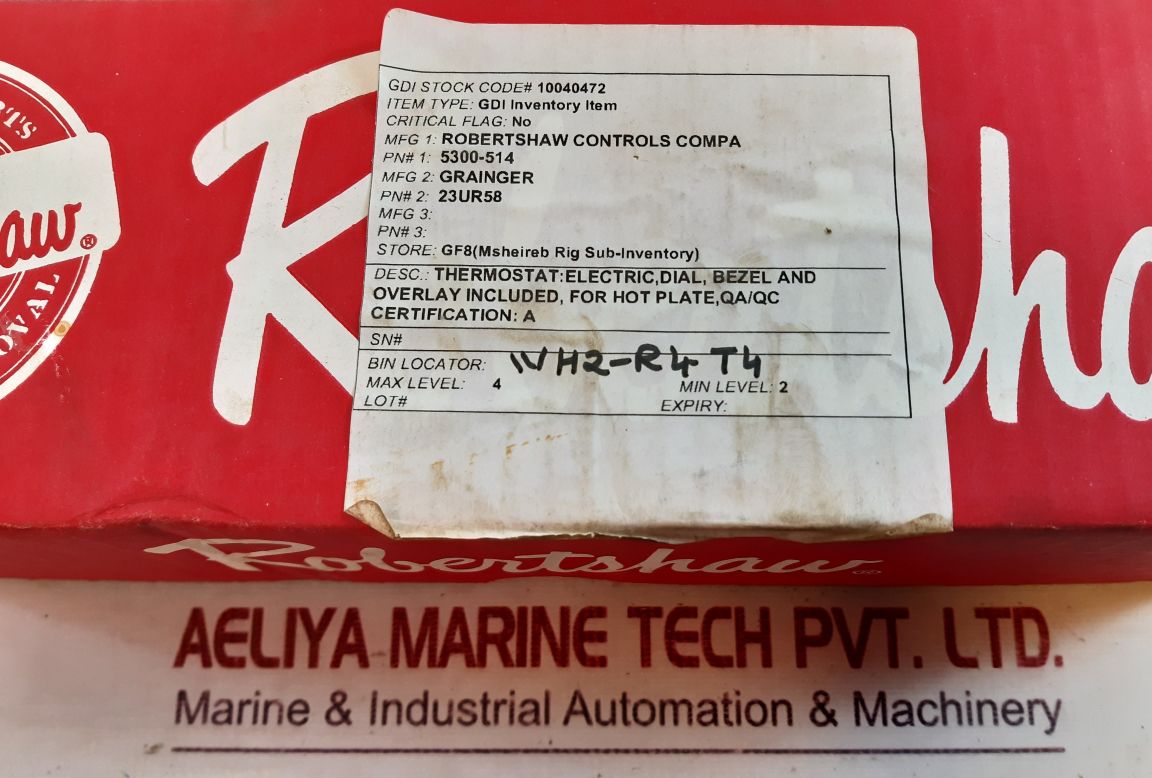 GDI STOCK CODE# 10040472
ITEM TYPE: GDI Inventory Item
CRITICAL FLAG: No
MFG 1: ROBERTSHAW CONTROLS COMPA
PN# 1: 5300-514
MFG 2: GRAINGER
PN# 2: 23UR58
MFG 3:
PN# 3:
STORE: GF8(Msheireb Rig Sub-Inventory)
DESC.: THERMOSTAT:ELECTRIC,DIAL, BEZEL AND
OVERLAY INCLUDED, FOR HOT PLATE,QA/QC
CERTIFICATION: A
SN#
BIN LOCATOR: WH2-R4 T4
MAX LEVEL: 4 MIN LEVEL: 2
LOT# EXPIRY:
Robertshaw
AELIYA MARINE TECH PVT. LTD.
Marine & Industrial Automation & Machinery